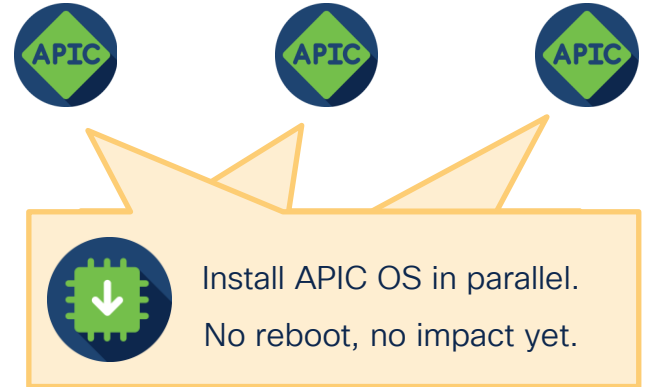 APIC APIC APIC
Install APIC OS in parallel.
No reboot, no impact yet.